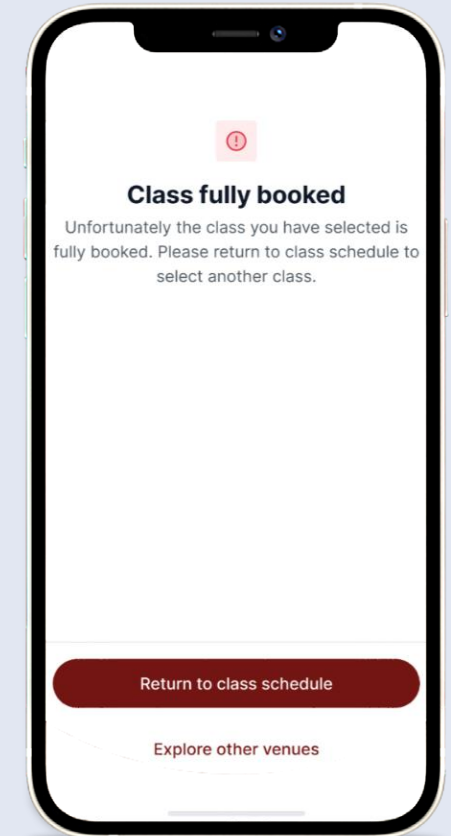 Class fully booked
Unfortunately the class you have selected is
fully booked. Please return to class schedule to
select another class.
Return to class schedule
Explore other venues